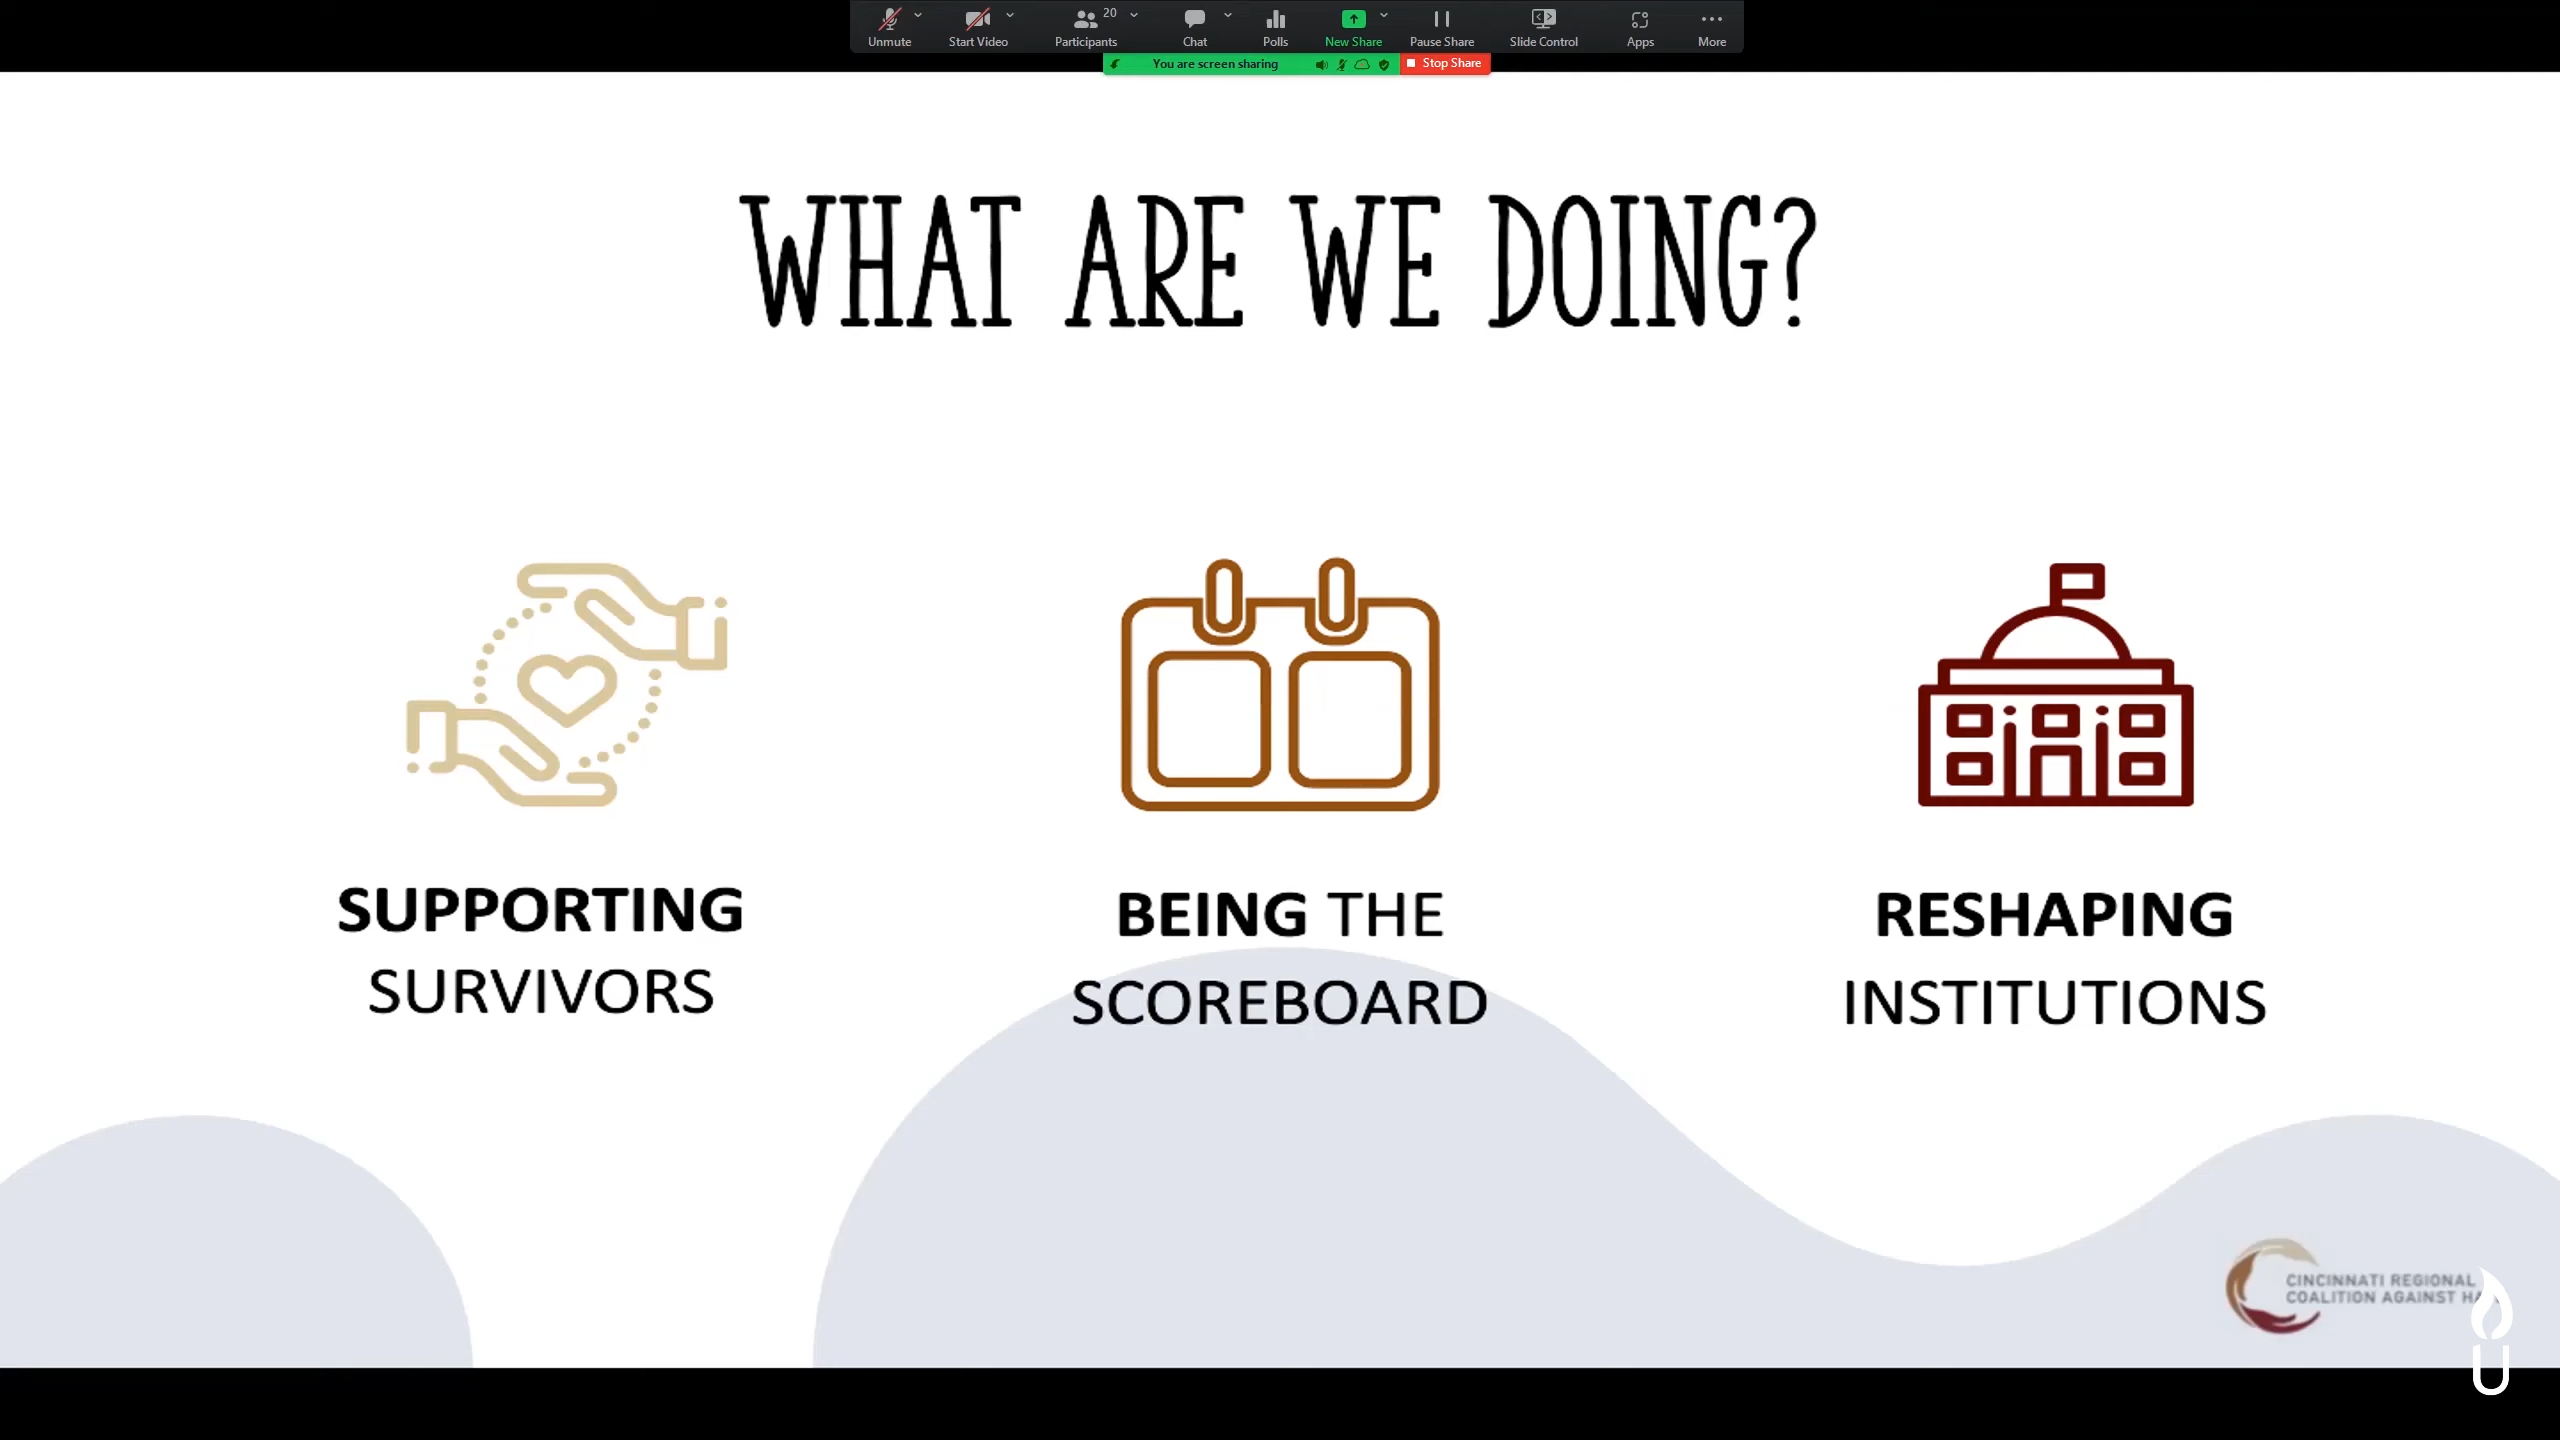 20
Unmute
Start Video
Participants
Chat
Polls
New Share
Pause Share
Slide Control
Apps
More
You are screen sharing
Stop Share
WHAT ARE WE DOING?
SUPPORTING
SURVIVORS
BEING THE
SCOREBOARD
RESHAPING
INSTITUTIONS
CINCINNATI REGIONAL
COALITION AGAINST